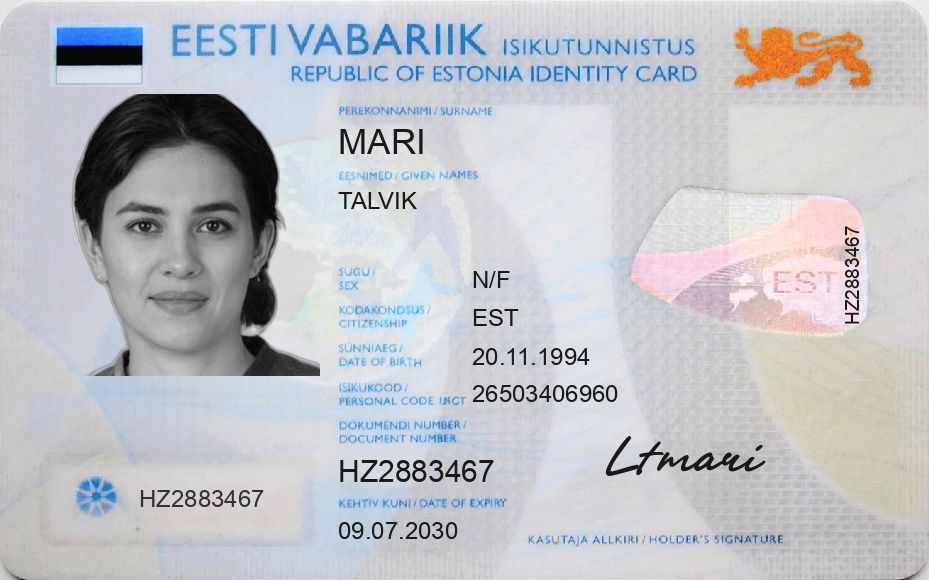 EESTI VABARIIK ISIKUTUNNISTUS
REPUBLIC OF ESTONIA IDENTITY CARD
PEREKONNANIMI / SURNAME
MARI
EESNIMED / GIVEN NAMES
TALVIK
SUGU /
SEX
N/F
KODAKONDSUS /
CITIZENSHIP
EST
SÜNNIAEG /
DATE OF BIRTH
20.11.1994
ISIKUKOOD /
PERSONAL CODE
26503406960
DOKUMENDI NUMBER /
DOCUMENT NUMBER
HZ2883467
KEHTIV KUNI / DATE OF EXPIRY
09.07.2030
HZ2883467
EST
HZ2883467
Ltmari
KASUTAJA ALLKIRI / HOLDER'S SIGNATURE